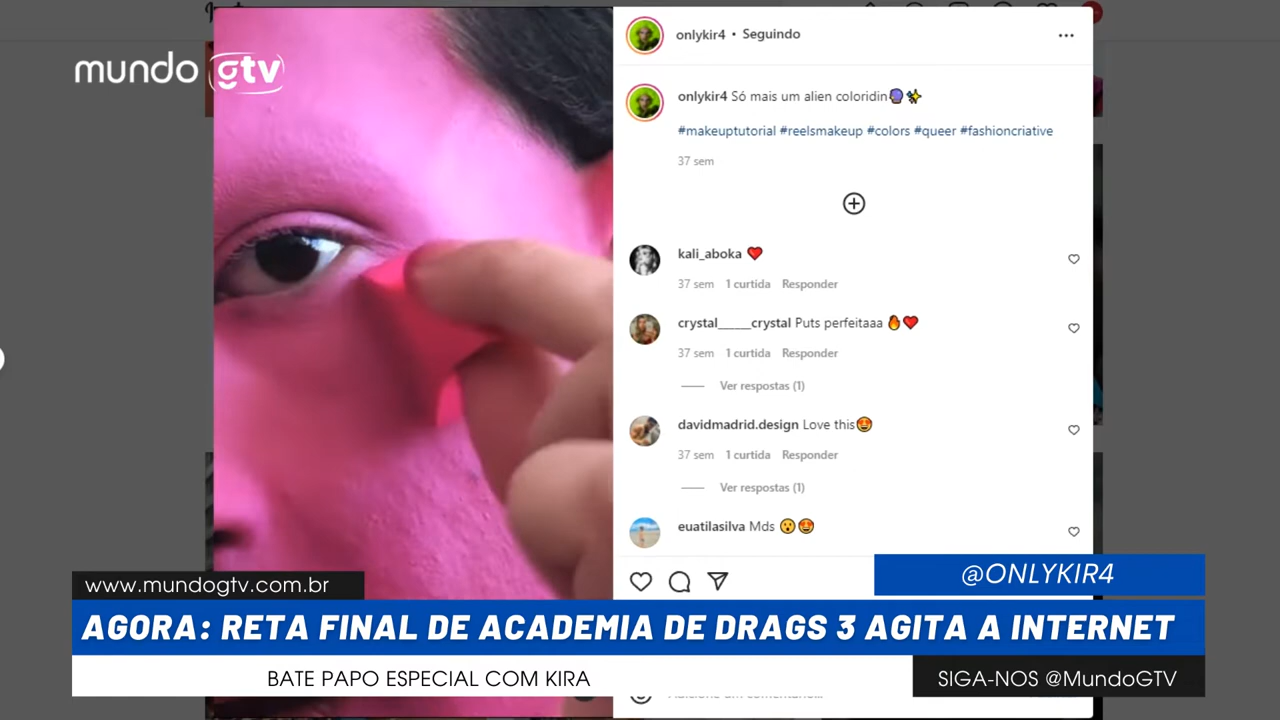 mundo gtv
onlykir4 • Seguindo
onlykir4 Só mais um alien coloridin🔮✨
#makeuptutorial #reelsmakeup #colors #queer #fashioncriative
37 sem
kali_aboka ❤️
37 sem 1 curtida Responder
crystal_____crystal Puts perfeitaaa 🔥❤️
37 sem 1 curtida Responder
Ver respostas (1)
davidmadrid.design Love this🤩
37 sem 1 curtida Responder
Ver respostas (1)
euatilasilva Mds 😮🤩
@ONLYKIR4
www.mundogtv.com.br
AGORA: RETA FINAL DE ACADEMIA DE DRAGS 3 AGITA A INTERNET
BATE PAPO ESPECIAL COM KIRA
SIGA-NOS @MundoGTV